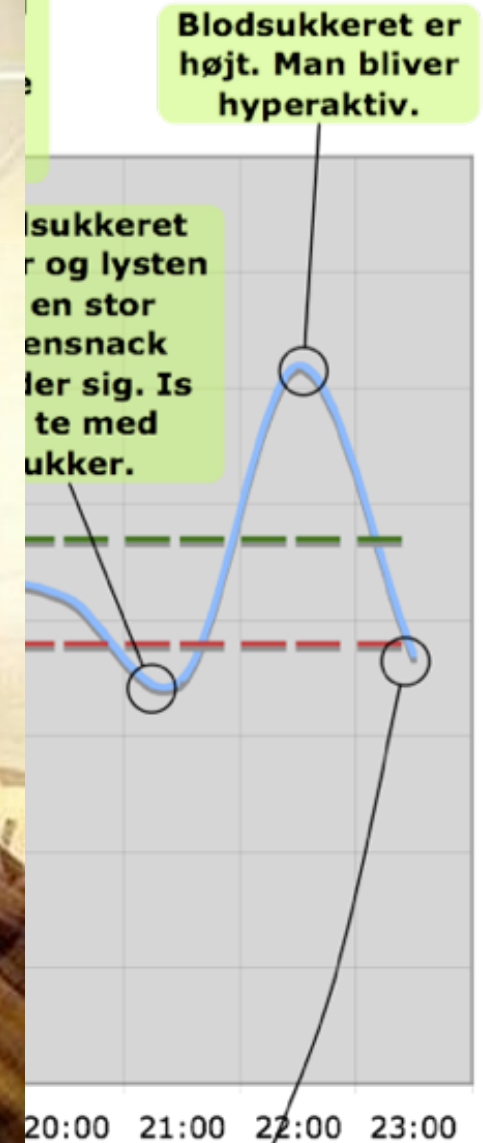 Blodsukkeret er
højt. Man bliver
hyperaktiv.
e
dsukkeret
r og lysten
en stor
ensnack
der sig. Is
te med
ukker.
20:00 21:00 22:00 23:00